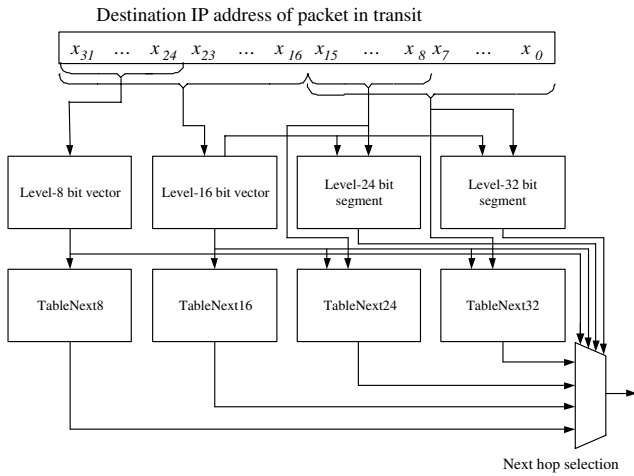 Destination IP address of packet in transit
x31 ... x24 x23 ... x16 x15 ... x8 x7 ... x0
Level-8 bit vector
Level-16 bit vector
Level-24 bit
segment
Level-32 bit
segment
TableNext8
TableNext16
TableNext24
TableNext32
Next hop selection